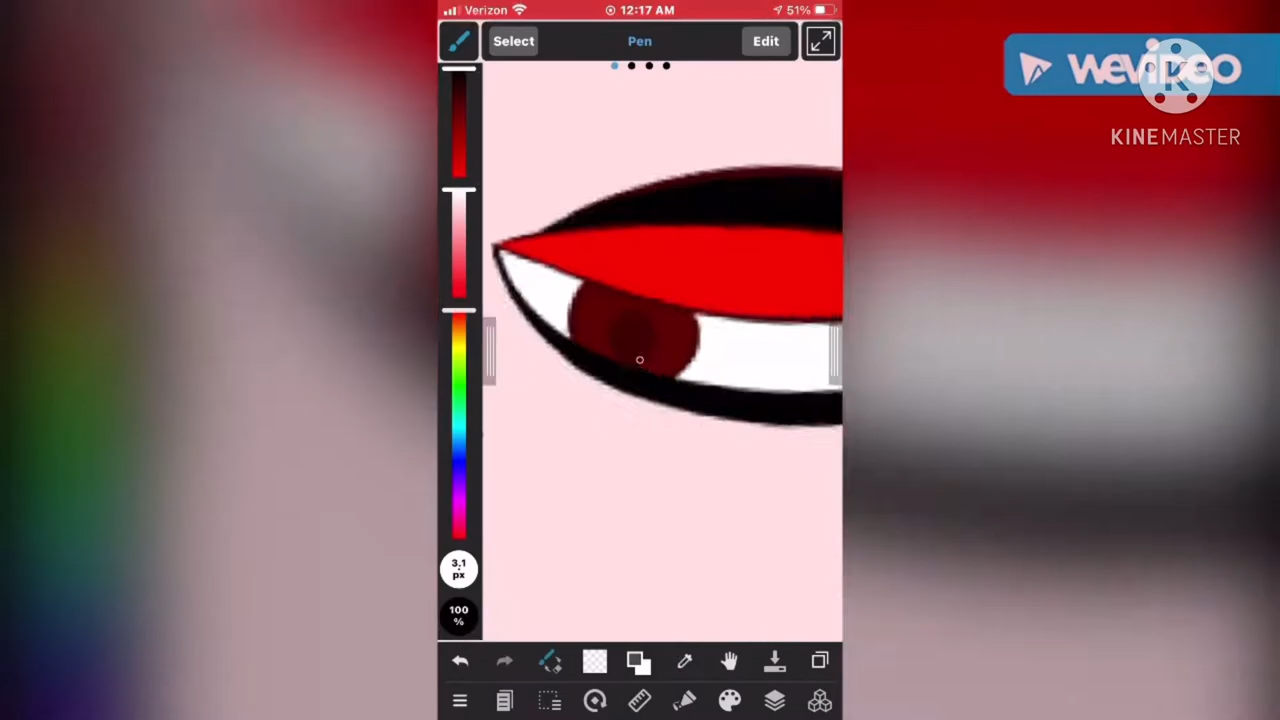 Verizon 12:17 AM 51%
Select Pen Edit
wevideo
K
KINEMASTER
3.1
px
100
%